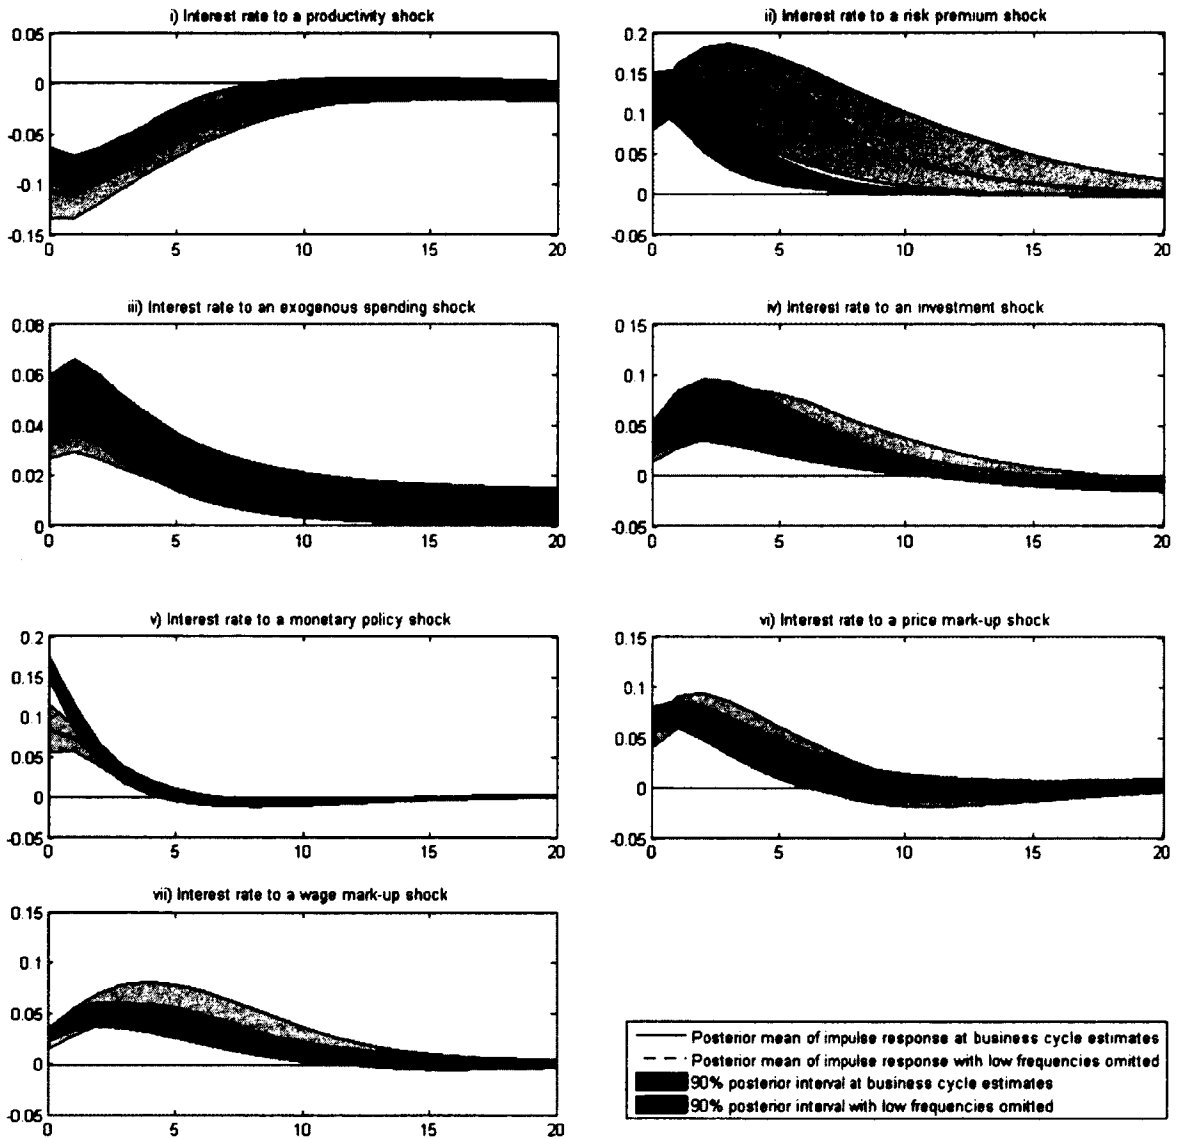 i) Interest rate to a productivity shock
0.05
0
-0.05
-0.1
-0.15
0 5 10 15 20
ii) Interest rate to a risk premium shock
0.2
0.15
0.1
0.05
0
-0.05
0 5 10 15 20
iii) Interest rate to an exogenous spending shock
0.08
0.06
0.04
0.02
0
0 5 10 15 20
iv) Interest rate to an investment shock
0.15
0.1
0.05
0
-0.05
0 5 10 15 20
v) Interest rate to a monetary policy shock
0.2
0.15
0.1
0.05
0
-0.05
0 5 10 15 20
vi) Interest rate to a price mark-up shock
0.15
0.1
0.05
0
-0.05
0 5 10 15 20
vii) Interest rate to a wage mark-up shock
0.15
0.1
0.05
0
-0.05
0 5 10 15 20
Posterior mean of impulse response at business cycle estimates
Posterior mean of impulse response with low frequencies omitted
90% posterior interval at business cycle estimates
90% posterior interval with low frequencies omitted